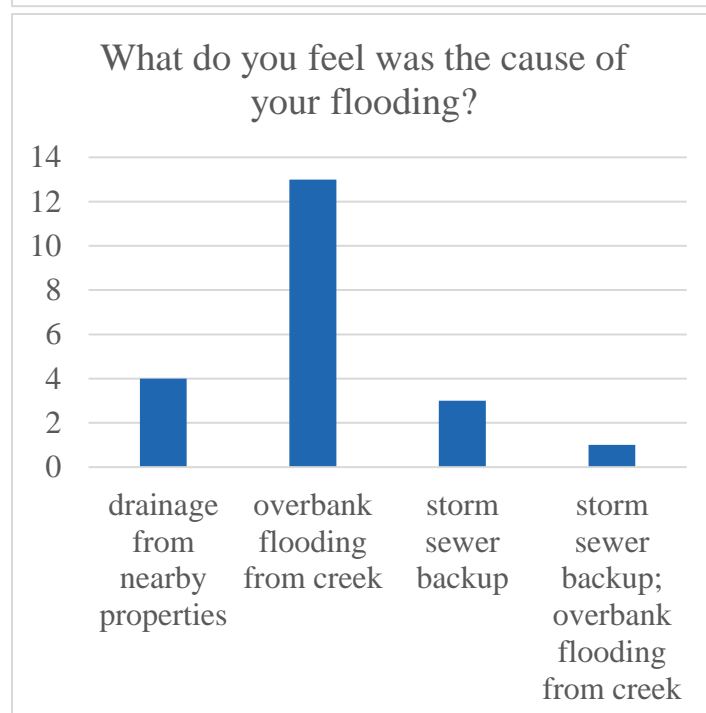 What do you feel was the cause of
your flooding?
14
12
10
8
6
4
2
0
drainage
from
nearby
properties
overbank
flooding
from creek
storm
sewer
backup
storm
sewer
backup;
overbank
flooding
from creek